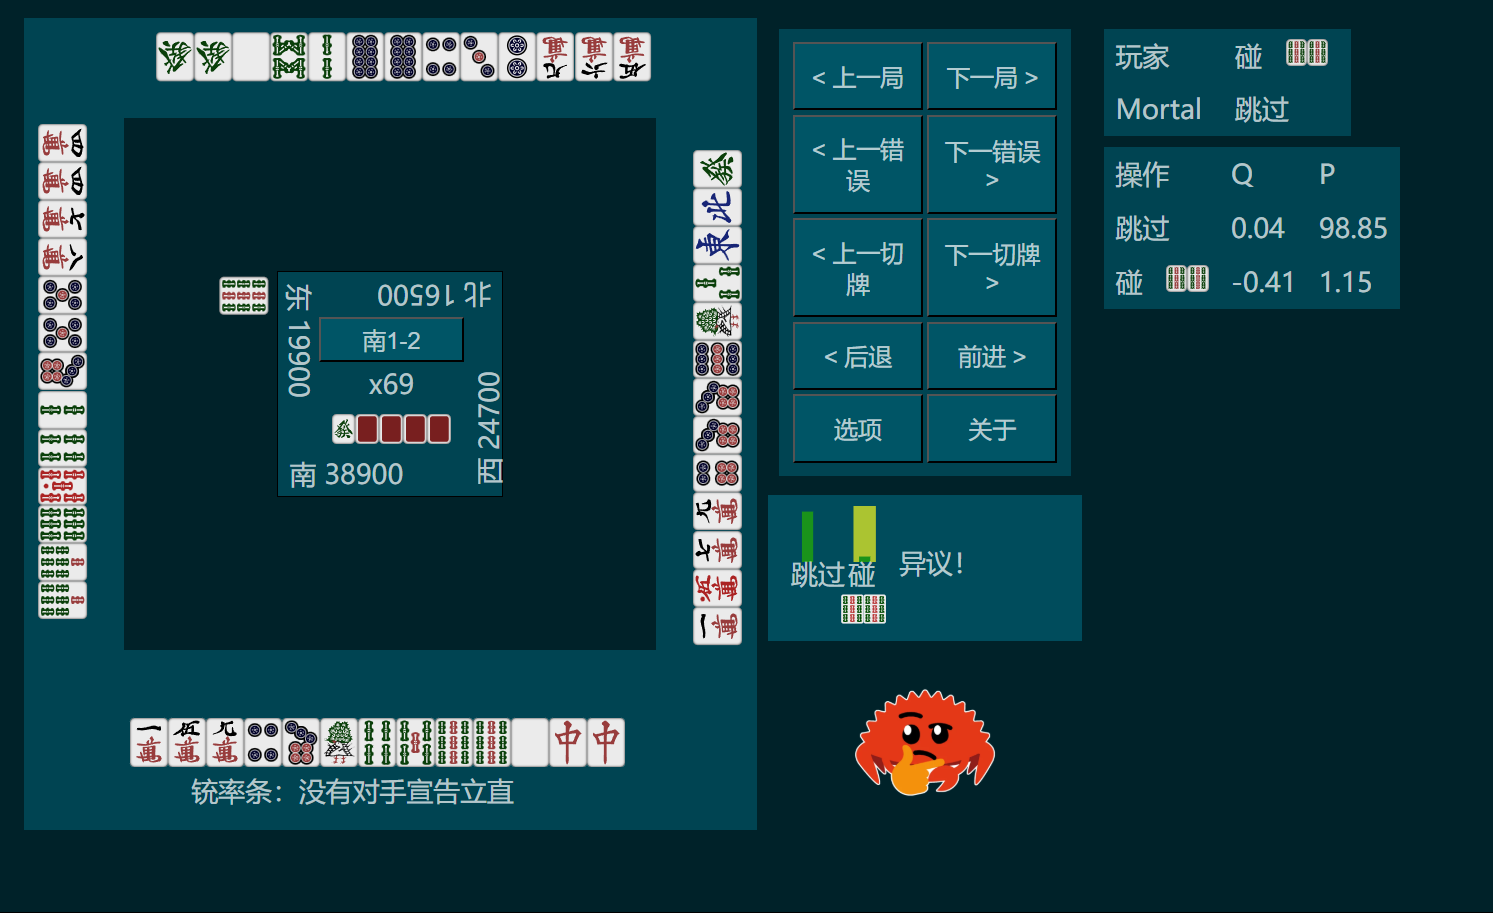 北 16500
东 19900
南1-2
x69
西 24700
南 38900
铳率条：没有对手宣告立直
< 上一局
下一局 >
< 上一错
误
下一错误
>
< 上一切
牌
下一切牌
>
< 后退
前进 >
选项
关于
跳过 碰
异议！
玩家 碰
Mortal 跳过
操作 Q P
跳过 0.04 98.85
碰 -0.41 1.15